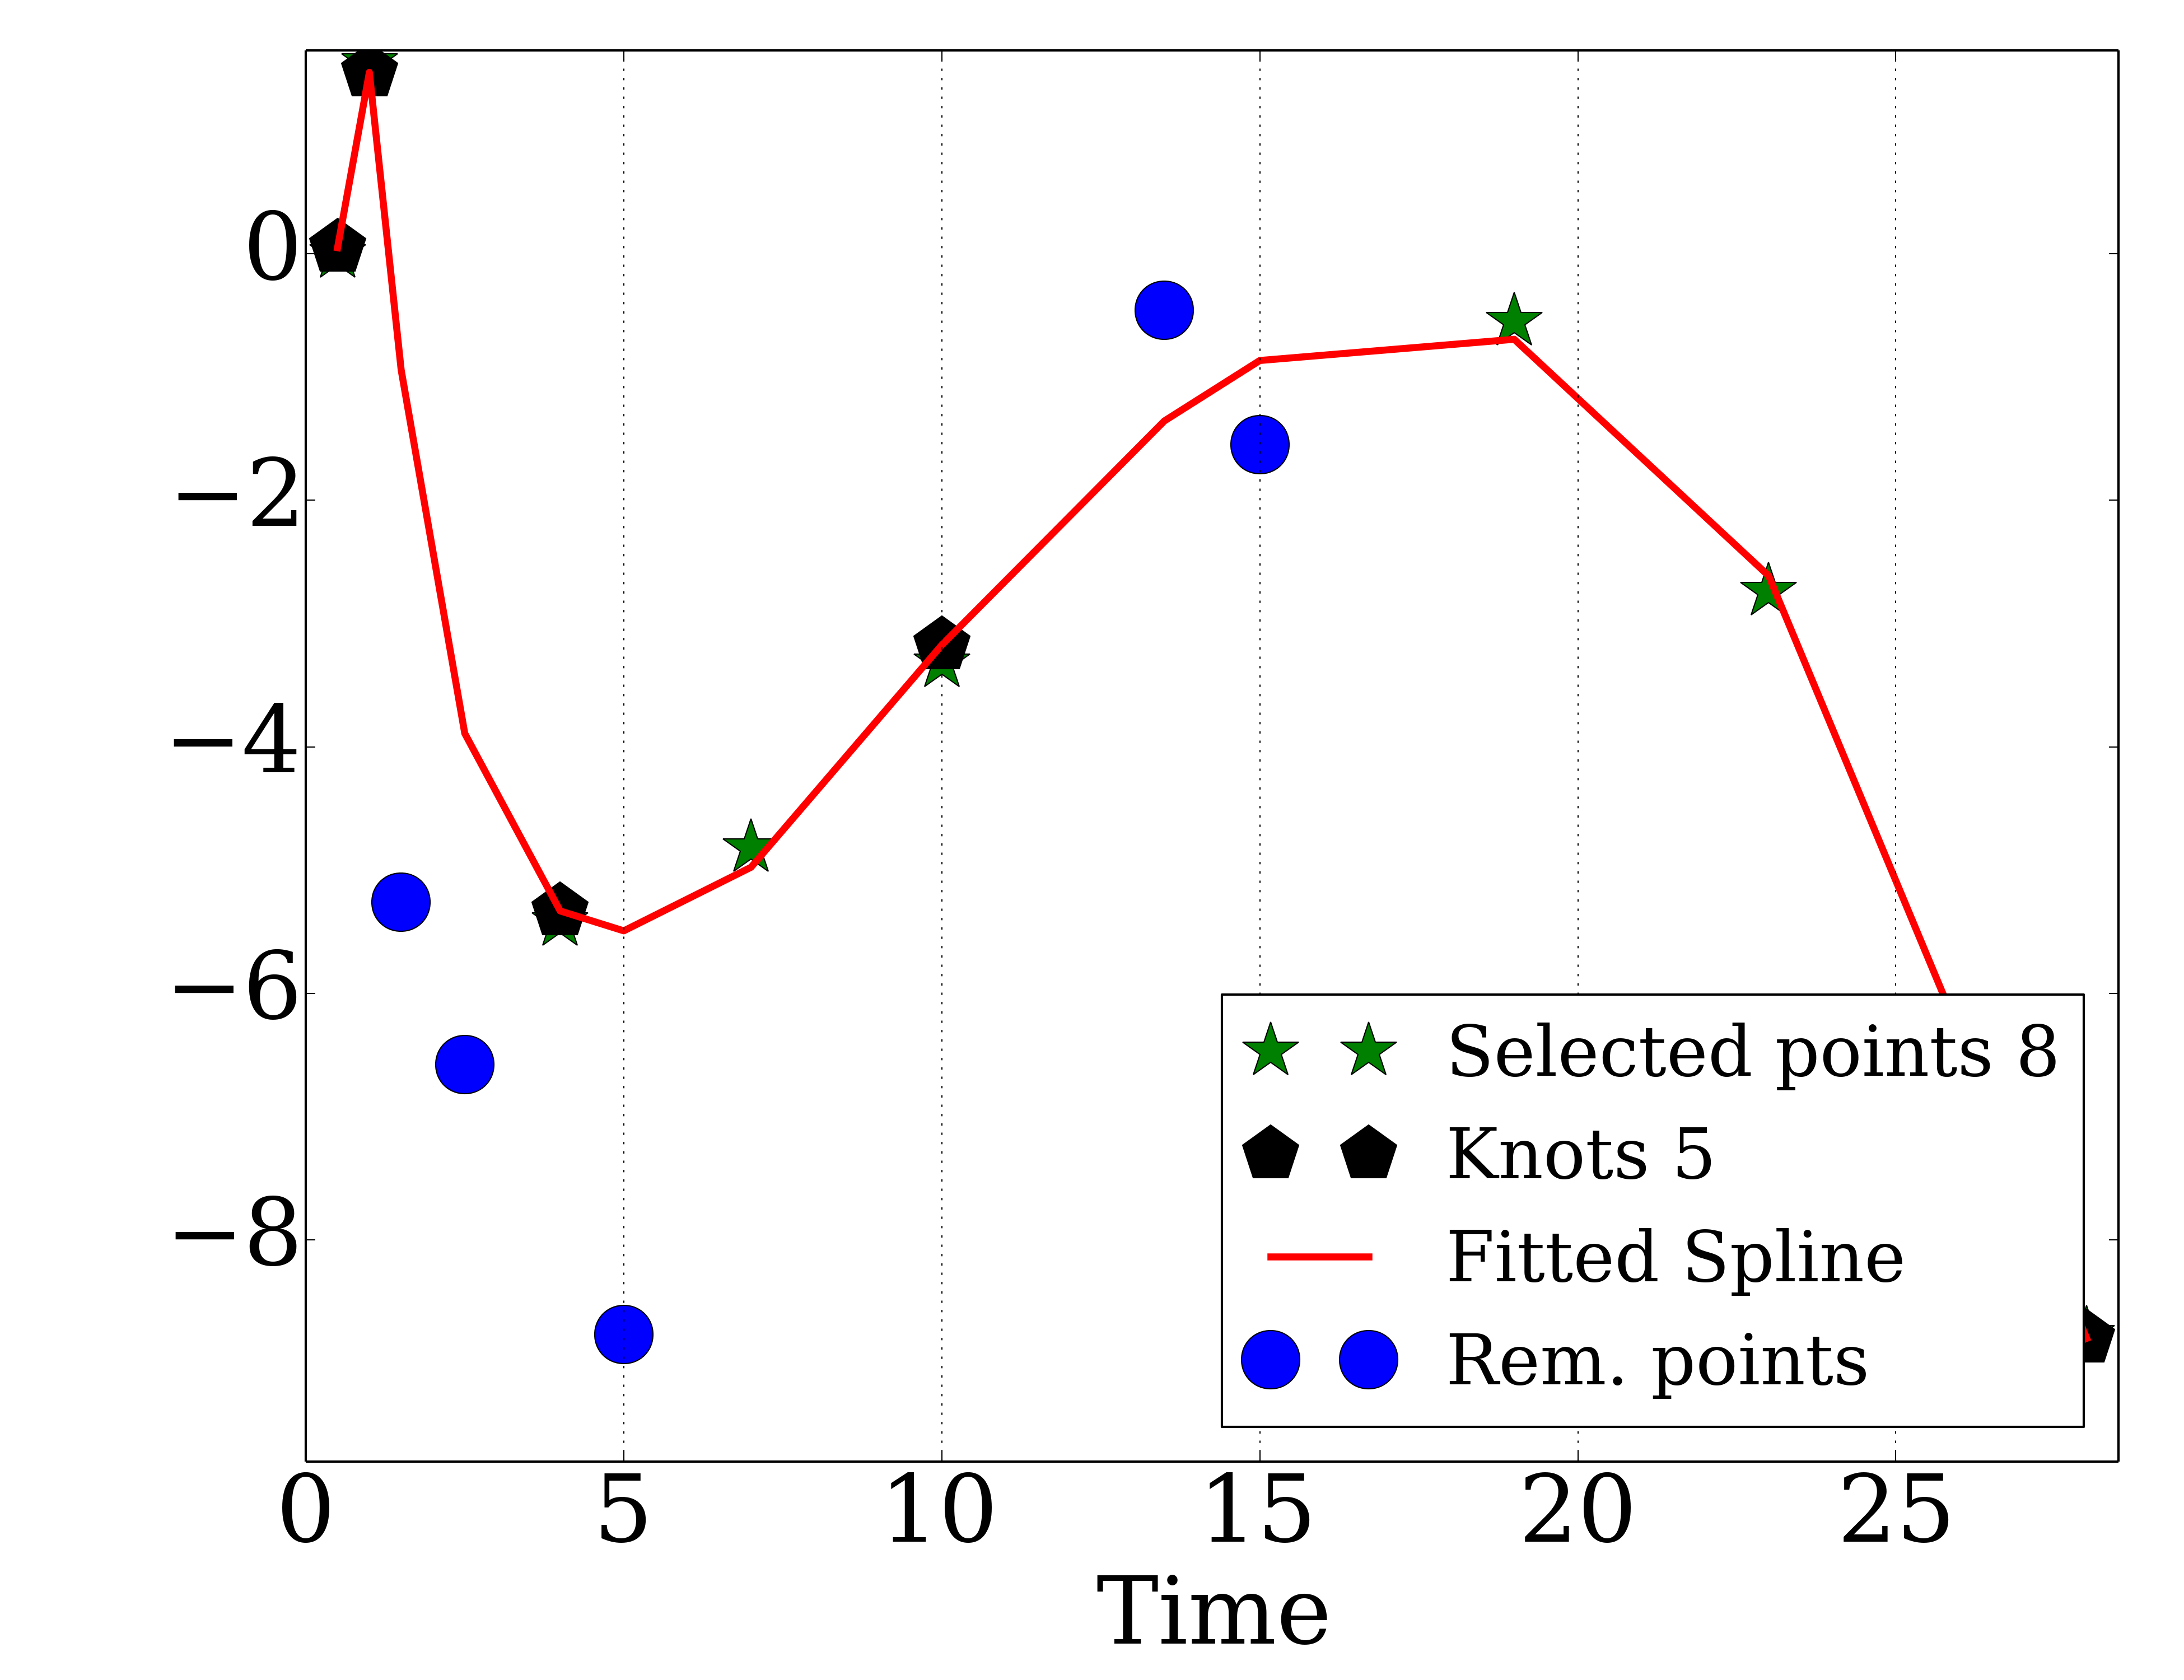 0
−2
−4
−6
−8
Selected points 8
Knots 5
Fitted Spline
Rem. points
0 5 10 15 20 25
Time